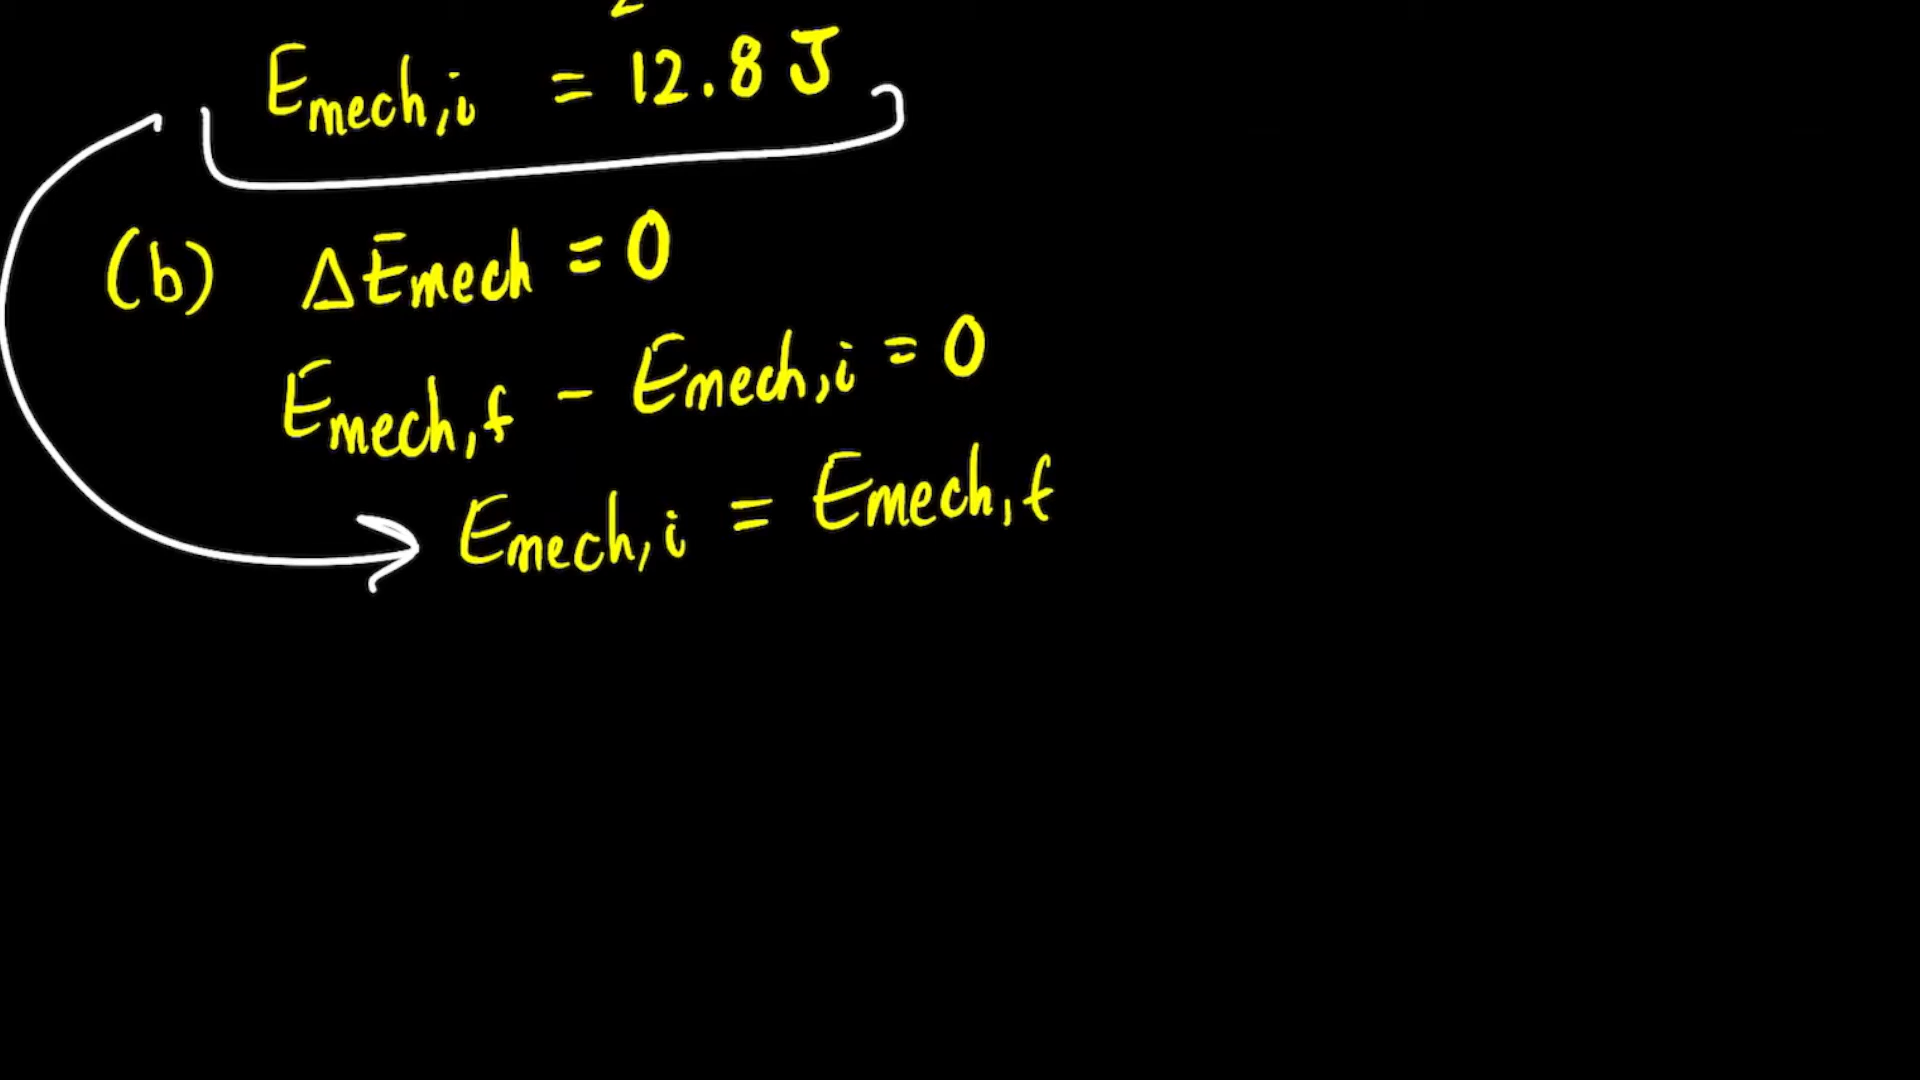 Emech,i = 12.8 J
(b) ΔEmech = 0
Emech,f - Emech,i = 0
Emech,i = Emech,f